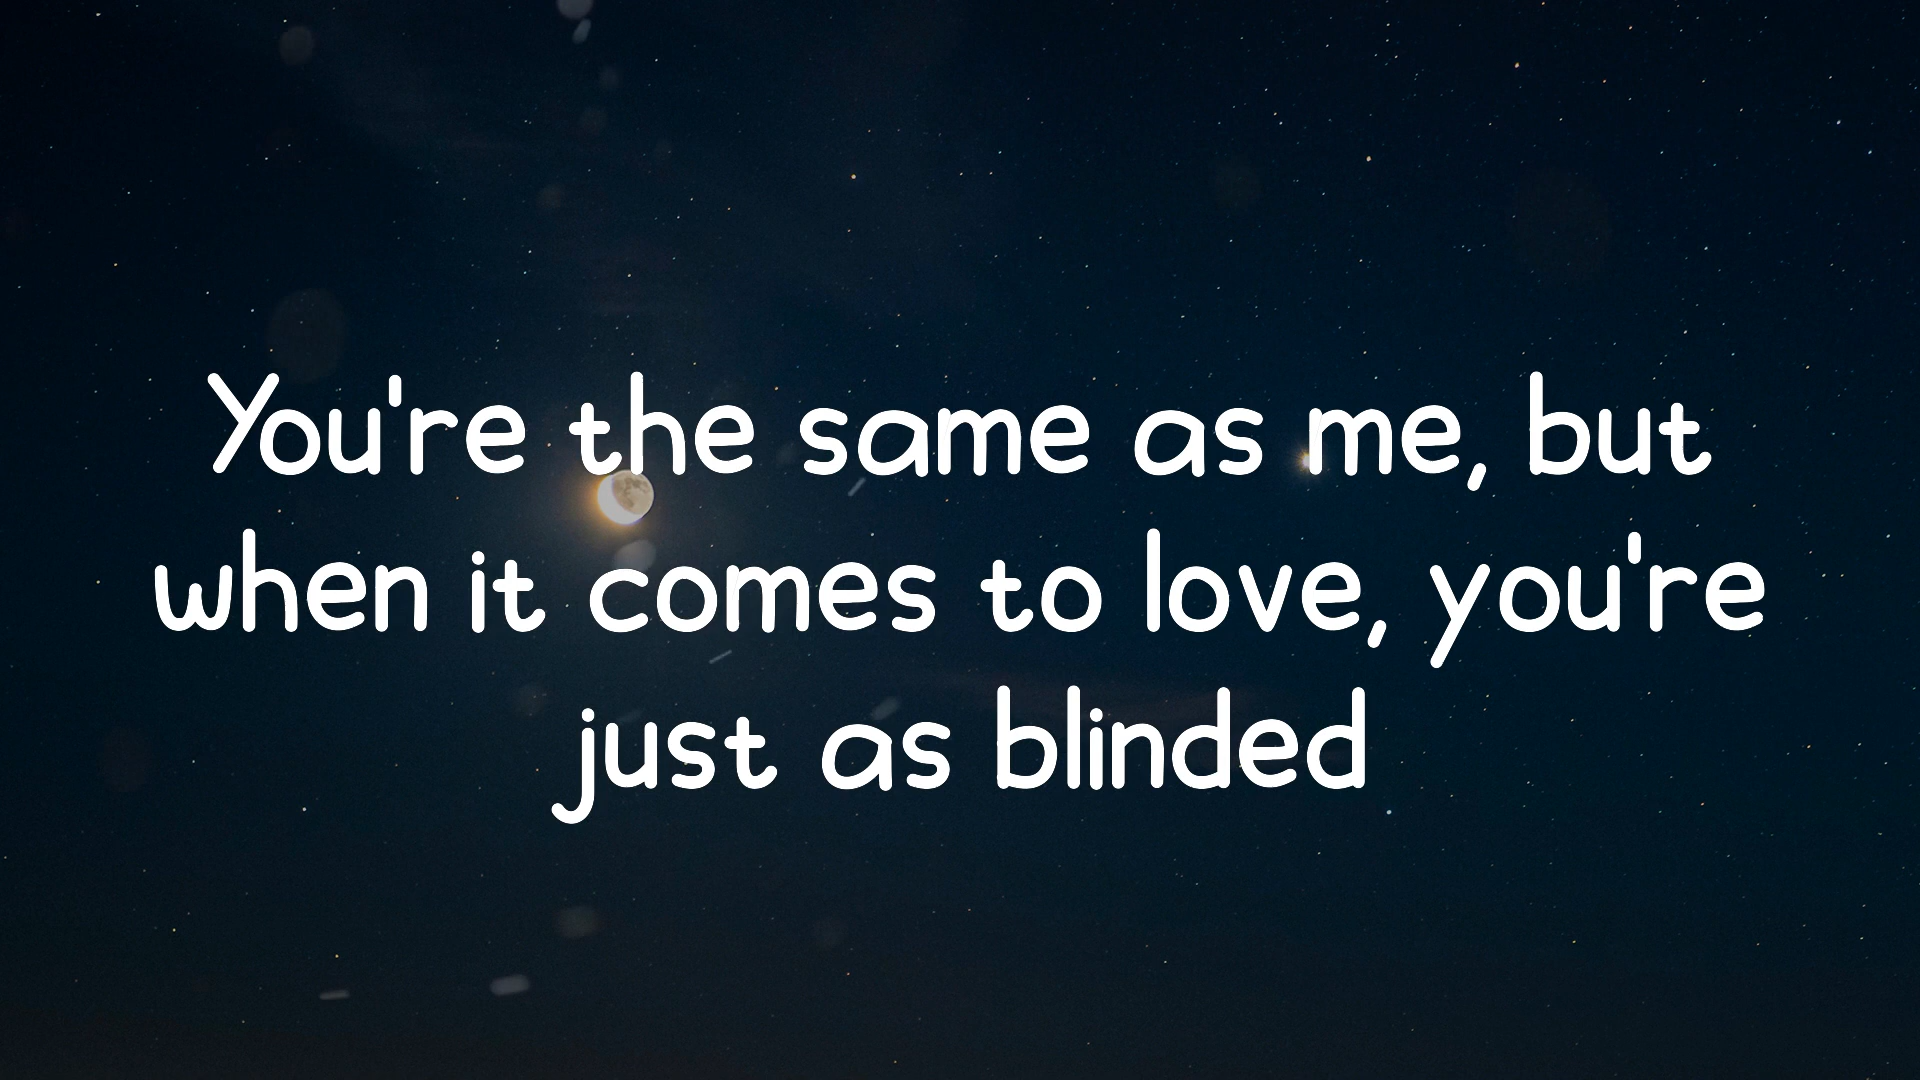 You're the same as me, but
when it comes to love, you're
just as blinded